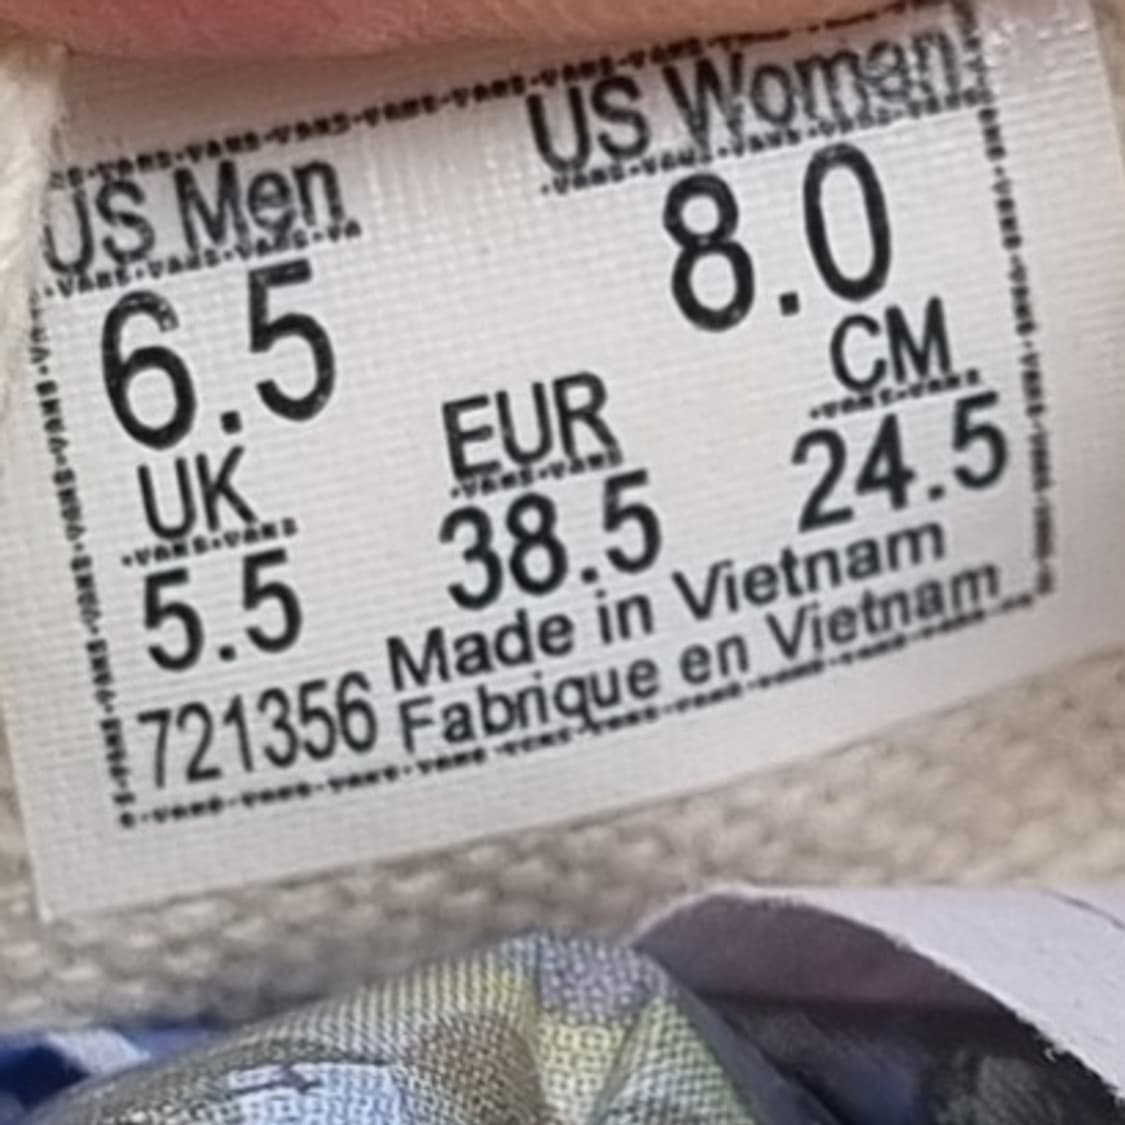 US Men US Women
6.5 8.0
UK EUR CM
5.5 38.5 24.5
721356 Made in Vietnam
Fabrique en Vietnam